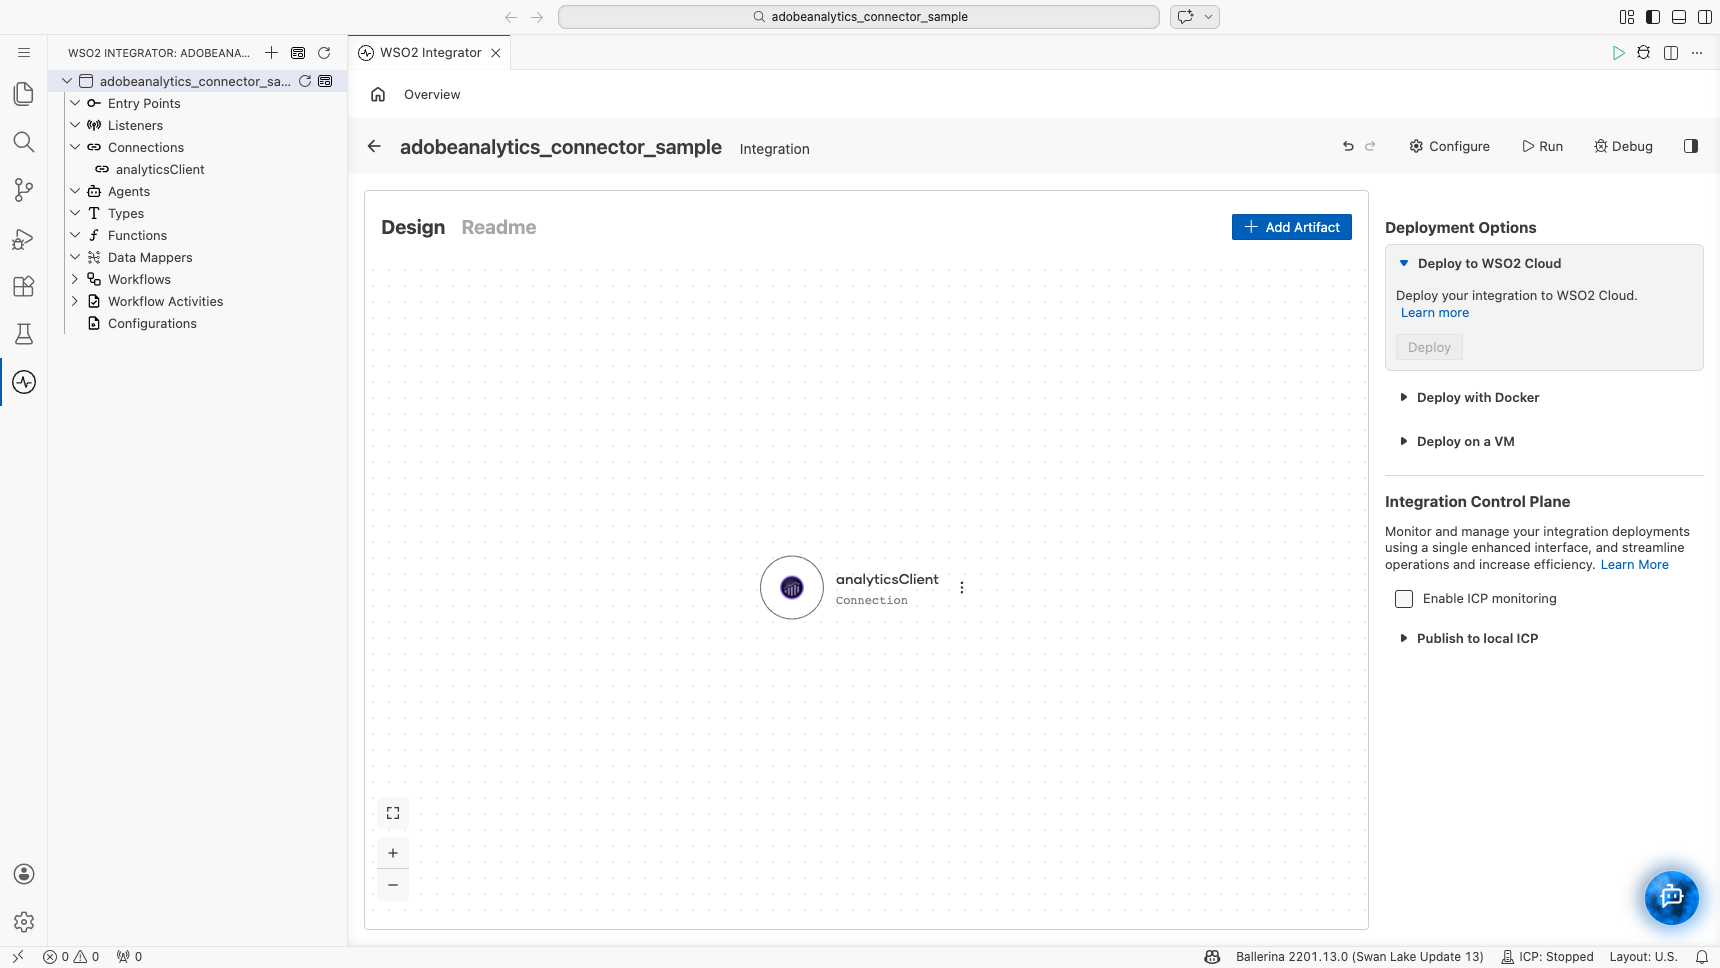 adobeanalytics_connector_sample
WSO2 INTEGRATOR: ADOBEANA...
WSO2 Integrator
adobeanalytics_connector_sa...
Entry Points
Listeners
Connections
analyticsClient
Agents
Types
Functions
Data Mappers
Workflows
Workflow Activities
Configurations
Overview
adobeanalytics_connector_sample Integration
Configure
Run
Debug
Design Readme
Add Artifact
analyticsClient
Connection
Deployment Options
Deploy to WSO2 Cloud
Deploy your integration to WSO2 Cloud.
Learn more
Deploy
Deploy with Docker
Deploy on a VM
Integration Control Plane
Monitor and manage your integration deployments
using a single enhanced interface, and streamline
operations and increase efficiency. Learn More
Enable ICP monitoring
Publish to local ICP
0 0 0
Ballerina 2201.13.0 (Swan Lake Update 13)
ICP: Stopped
Layout: U.S.